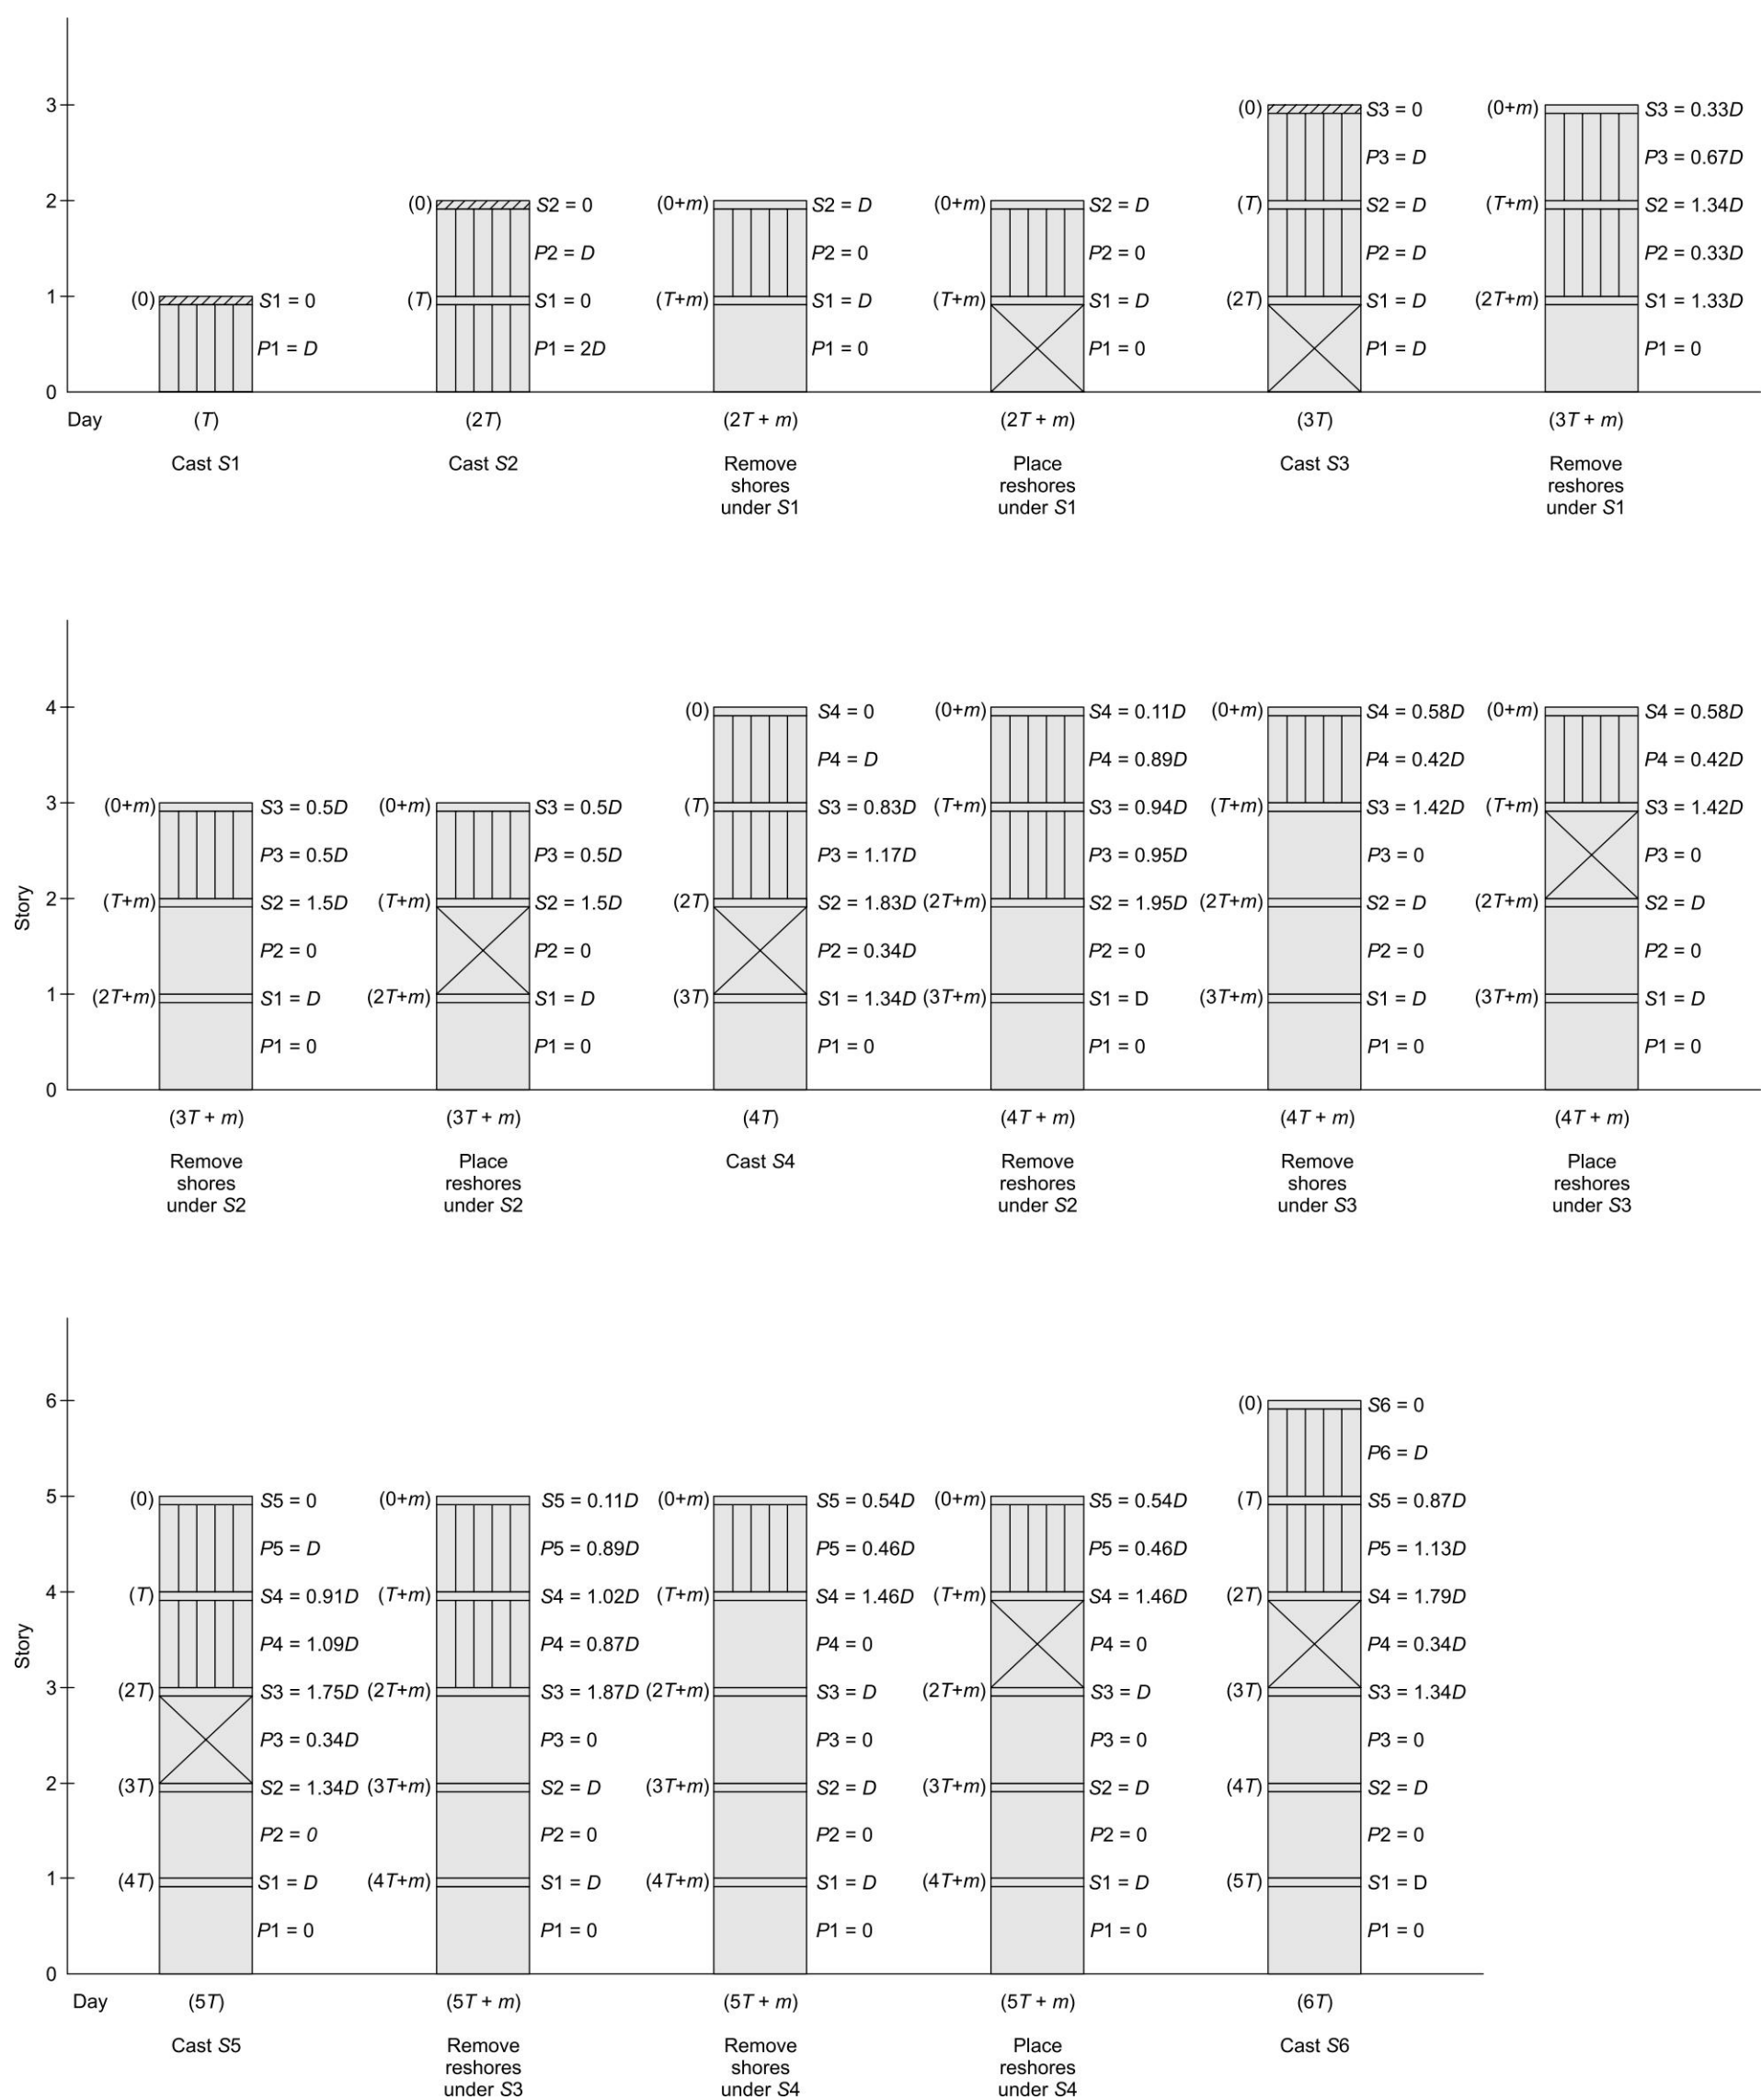 3
(0) S3 = 0 (0+m) S3 = 0.33D
P3 = D P3 = 0.67D
2 (0) S2 = 0 (0+m) S2 = D (0+m) S2 = D (T) S2 = D (T+m) S2 = 1.34D
P2 = D P2 = 0 P2 = 0 P2 = D P2 = 0.33D
1 (0) S1 = 0 (T) S1 = 0 (T+m) S1 = D (T+m) S1 = D (2T) S1 = D (2T+m) S1 = 1.33D
P1 = D P1 = 2D P1 = 0 P1 = 0 P1 = D P1 = 0
0
Day (T) (2T) (2T + m) (2T + m) (3T) (3T + m)
Cast S1 Cast S2 Remove Place Cast S3 Remove
shores reshores reshores
under S1 under S1 under S1
Story
4 (0) S4 = 0 (0+m) S4 = 0.11D (0+m) S4 = 0.58D (0+m) S4 = 0.58D
P4 = D P4 = 0.89D P4 = 0.42D P4 = 0.42D
3 (0+m) S3 = 0.5D (0+m) S3 = 0.5D (T) S3 = 0.83D (T+m) S3 = 0.94D (T+m) S3 = 1.42D (T+m) S3 = 1.42D
P3 = 0.5D P3 = 0.5D P3 = 1.17D P3 = 0.95D P3 = 0 P3 = 0
2 (T+m) S2 = 1.5D (T+m) S2 = 1.5D (2T) S2 = 1.83D (2T+m) S2 = 1.95D (2T+m) S2 = D (2T+m) S2 = D
P2 = 0 P2 = 0 P2 = 0.34D P2 = 0 P2 = 0 P2 = 0
1 (2T+m) S1 = D (2T+m) S1 = D (3T) S1 = 1.34D (3T+m) S1 = D (3T+m) S1 = D (3T+m) S1 = D
P1 = 0 P1 = 0 P1 = 0 P1 = 0 P1 = 0 P1 = 0
0
(3T + m) (3T + m) (4T) (4T + m) (4T + m) (4T + m)
Remove Place Cast S4 Remove Remove Place
shores reshores reshores shores reshores
under S2 under S2 under S2 under S3 under S3
Story
6 (0) S6 = 0
P6 = D
5 (0) S5 = 0 (0+m) S5 = 0.11D (0+m) S5 = 0.54D (0+m) S5 = 0.54D (T) S5 = 0.87D
P5 = D P5 = 0.89D P5 = 0.46D P5 = 0.46D P5 = 1.13D
4 (T) S4 = 0.91D (T+m) S4 = 1.02D (T+m) S4 = 1.46D (T+m) S4 = 1.46D (2T) S4 = 1.79D
P4 = 1.09D P4 = 0.87D P4 = 0 P4 = 0 P4 = 0.34D
3 (2T) S3 = 1.75D (2T+m) S3 = 1.87D (2T+m) S3 = D (2T+m) S3 = D (3T) S3 = 1.34D
P3 = 0.34D P3 = 0 P3 = 0 P3 = 0 P3 = 0
2 (3T) S2 = 1.34D (3T+m) S2 = D (3T+m) S2 = D (3T+m) S2 = D (4T) S2 = D
P2 = 0 P2 = 0 P2 = 0 P2 = 0 P2 = 0
1 (4T) S1 = D (4T+m) S1 = D (4T+m) S1 = D (4T+m) S1 = D (5T) S1 = D
P1 = 0 P1 = 0 P1 = 0 P1 = 0 P1 = 0
0
Day (5T) (5T + m) (5T + m) (5T + m) (6T)
Cast S5 Remove Remove Place Cast S6
reshores shores reshores
under S3 under S4 under S4